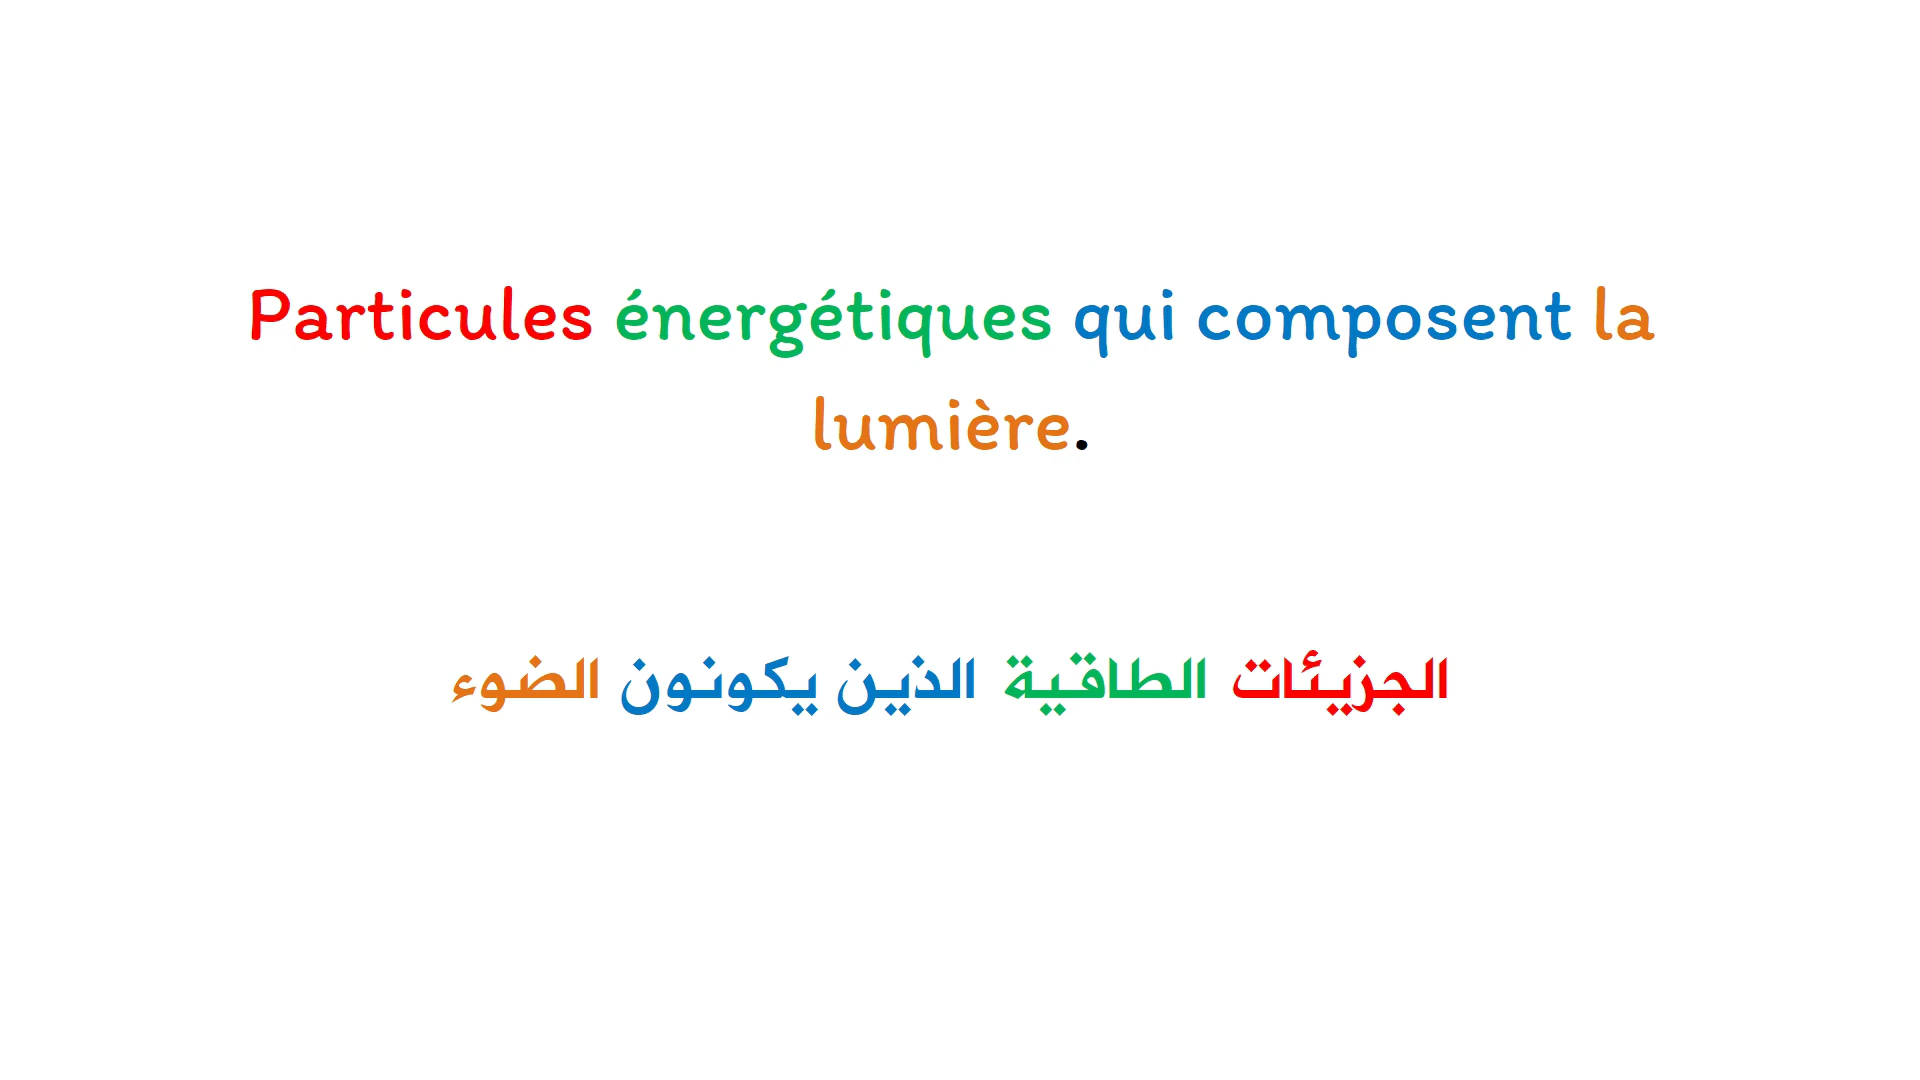 Particules énergétiques qui composent la
lumière.
الجزيئات الطاقية الذين يكونون الضوء